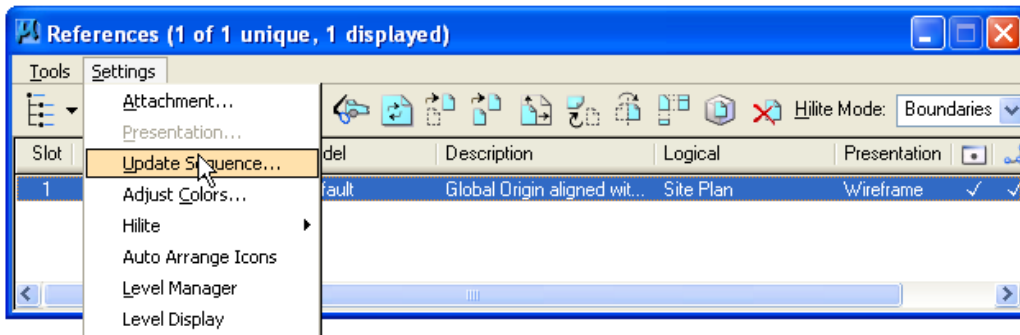 References (1 of 1 unique, 1 displayed)
Tools Settings
Hilite Mode: Boundaries
Slot del Description Logical Presentation
1 fault Global Origin aligned wit... Site Plan Wireframe
Attachment...
Presentation...
Update Sequence...
Adjust Colors...
Hilite
Auto Arrange Icons
Level Manager
Level Display